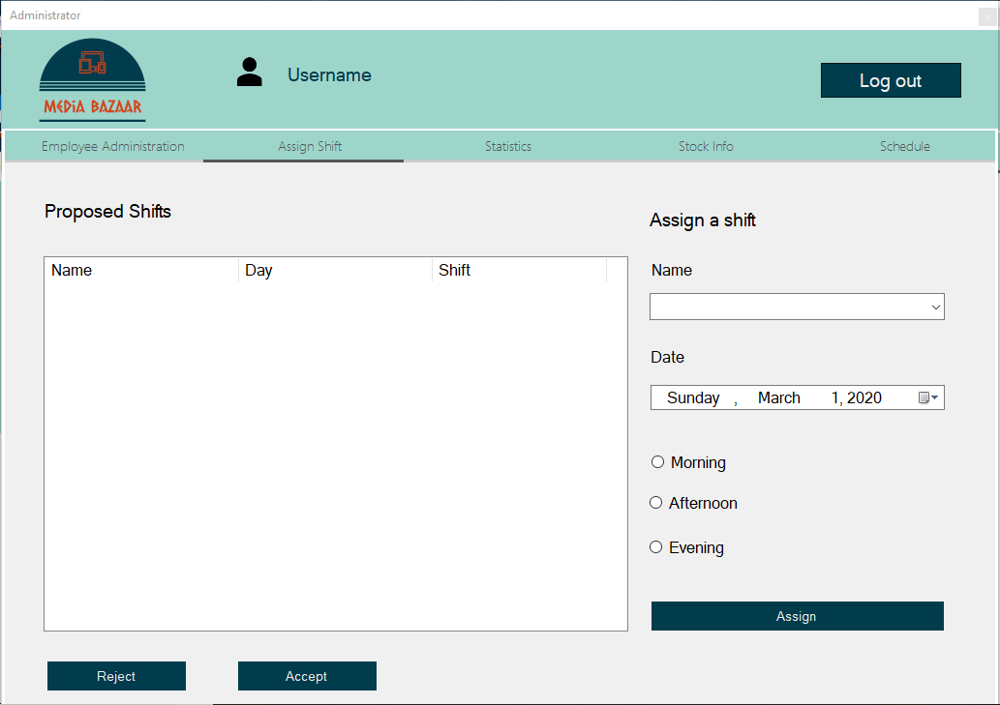 Administrator
MEDIA BAZAAR
Username
Log out
Employee Administration
Assign Shift
Statistics
Stock Info
Schedule
Proposed Shifts
Name Day Shift
Reject
Accept
Assign a shift
Name
Date
Sunday , March 1, 2020
Morning
Afternoon
Evening
Assign